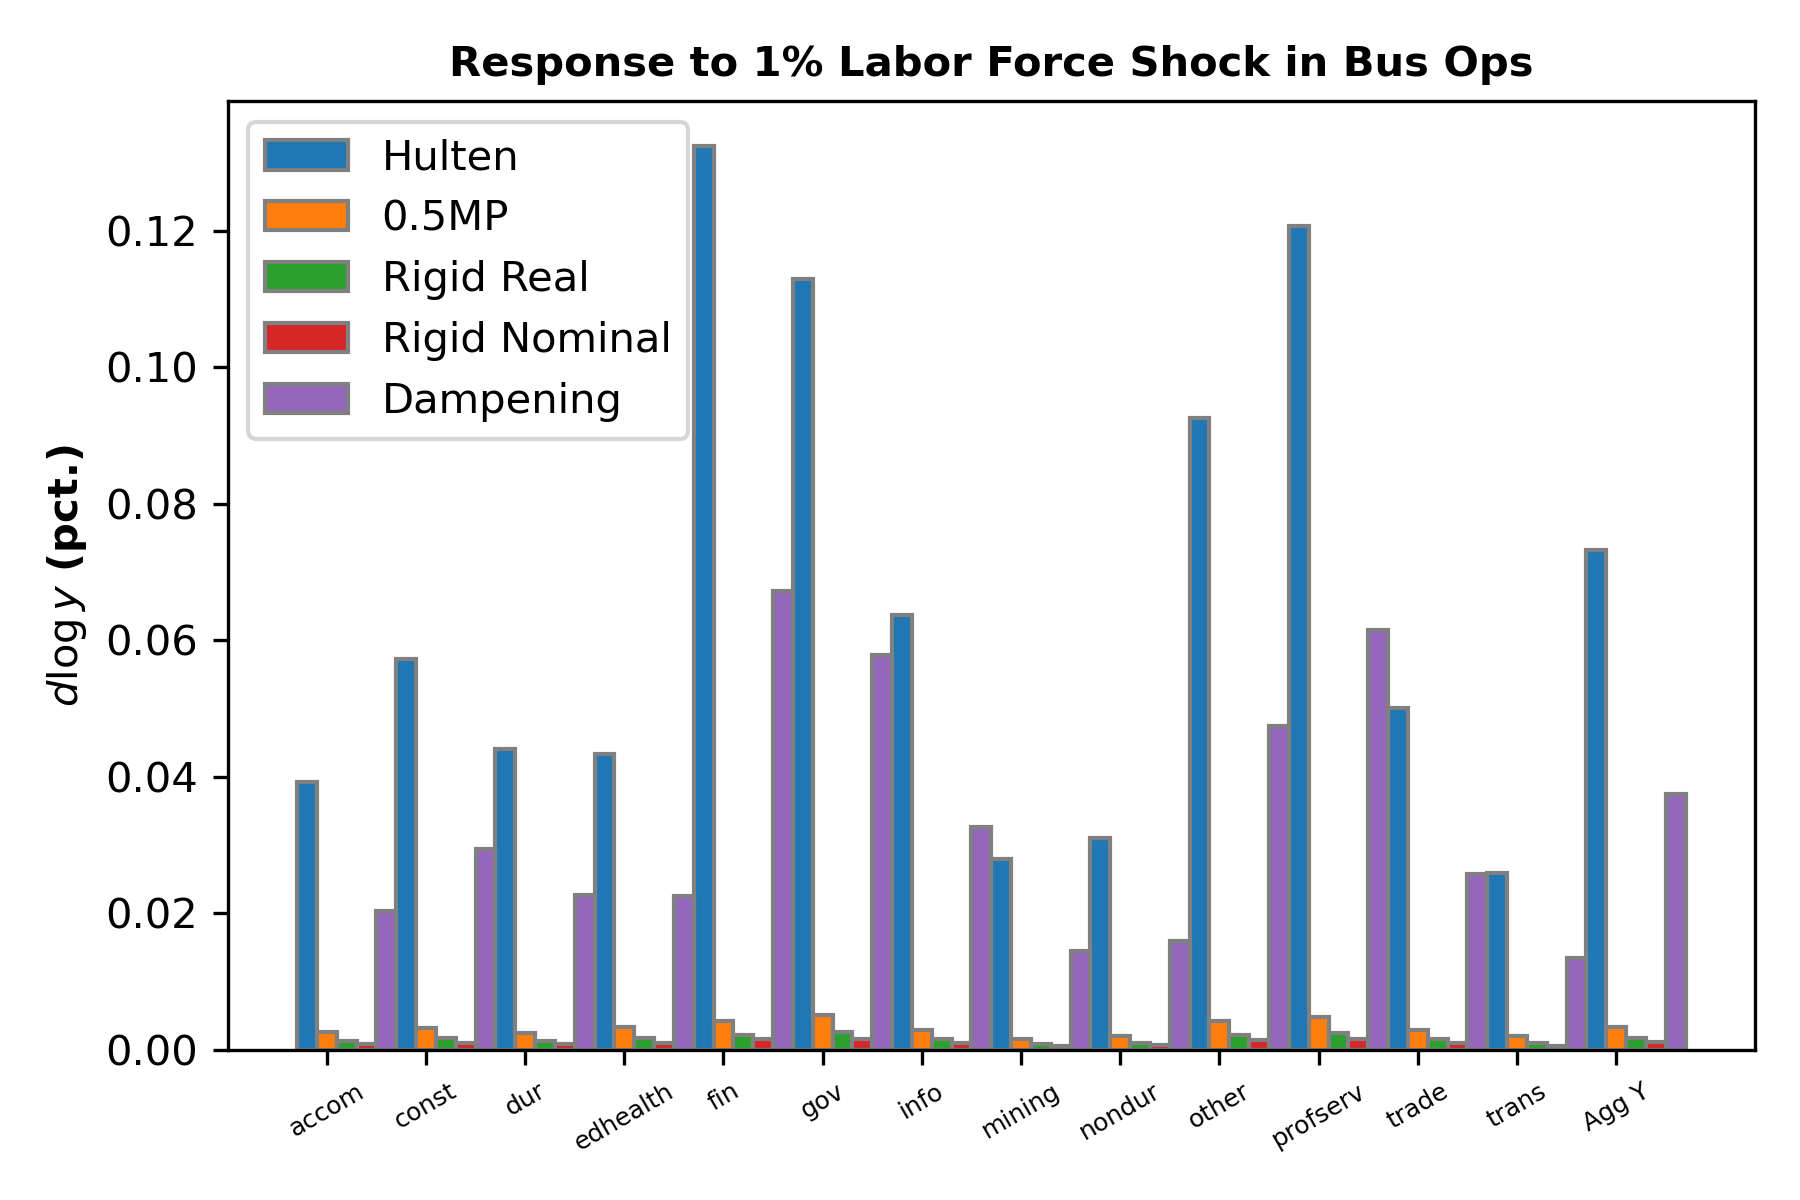 Response to 1% Labor Force Shock in Bus Ops
Hulten
0.5MP
Rigid Real
Rigid Nominal
Dampening
dlog y (pct.)
0.12
0.10
0.08
0.06
0.04
0.02
0.00
accom
const
dur
edhealth
fin
gov
info
mining
nondur
other
profserv
trade
trans
Agg Y